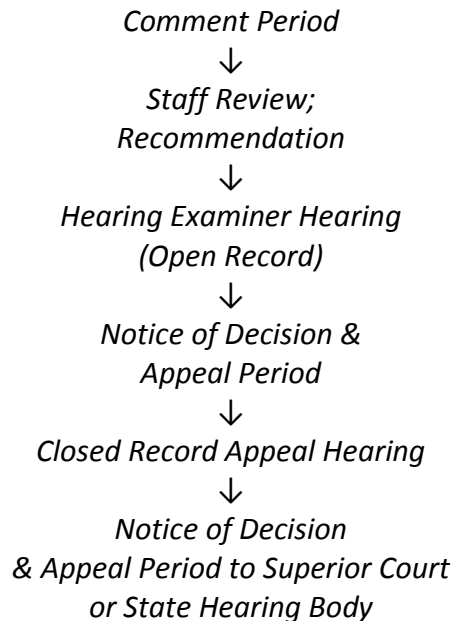 Comment Period
↓
Staff Review;
Recommendation
↓
Hearing Examiner Hearing
(Open Record)
↓
Notice of Decision &
Appeal Period
↓
Closed Record Appeal Hearing
↓
Notice of Decision
& Appeal Period to Superior Court
or State Hearing Body